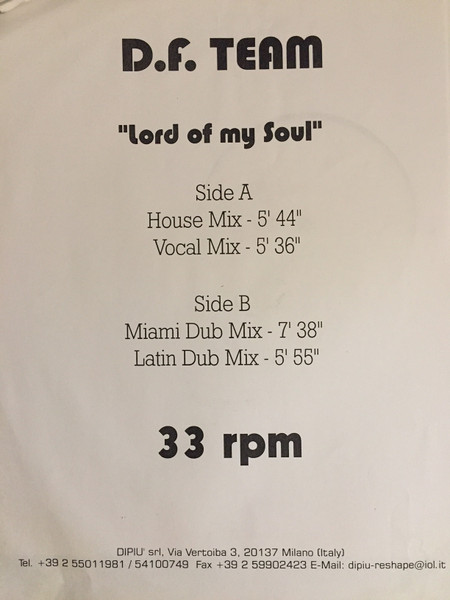 D.F. TEAM
"Lord of my Soul"
Side A
House Mix - 5' 44"
Vocal Mix - 5' 36"
Side B
Miami Dub Mix - 7' 38"
Latin Dub Mix - 5' 55"
33 rpm
DIPIU' srl, Via Vertoiba 3, 20137 Milano (Italy)
Tel. +39 2 55011981 / 54100749 Fax +39 2 59902423 E-Mail: dipiu-reshape@iol.it